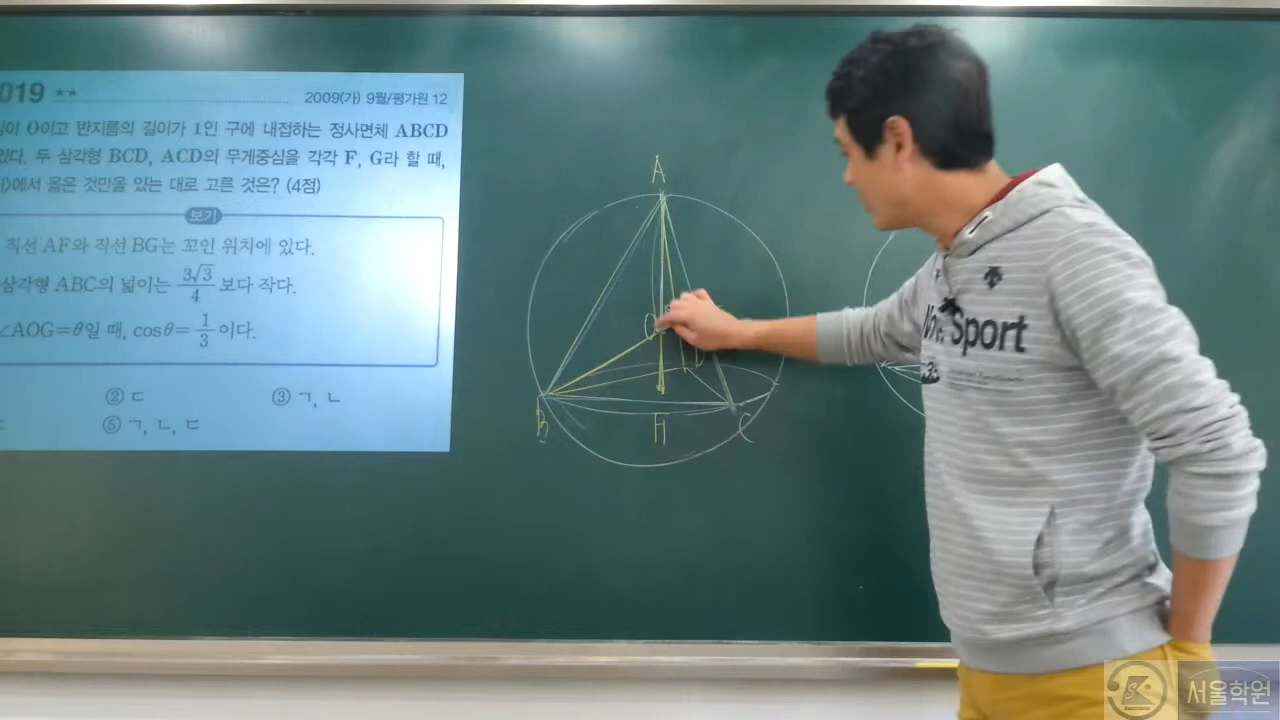 019 ★★ 2009(가) 9월/평가원 12
이 O이고 반지름의 길이가 1인 구에 내접하는 정사면체 ABCD
있다. 두 삼각형 BCD, ACD의 무게중심을 각각 F, G라 할 때,
에서 옳은 것만을 있는 대로 고른 것은? (4점)
보기
직선 AF와 직선 BG는 꼬인 위치에 있다.
삼각형 ABC의 넓이는 3√3/4 보다 작다.
∠AOG=θ일 때, cosθ=1/3 이다.
② ㄷ ③ ㄱ, ㄴ
ㄷ ⑤ ㄱ, ㄴ, ㄷ
A
O
D
B H C
Sport
서울학원